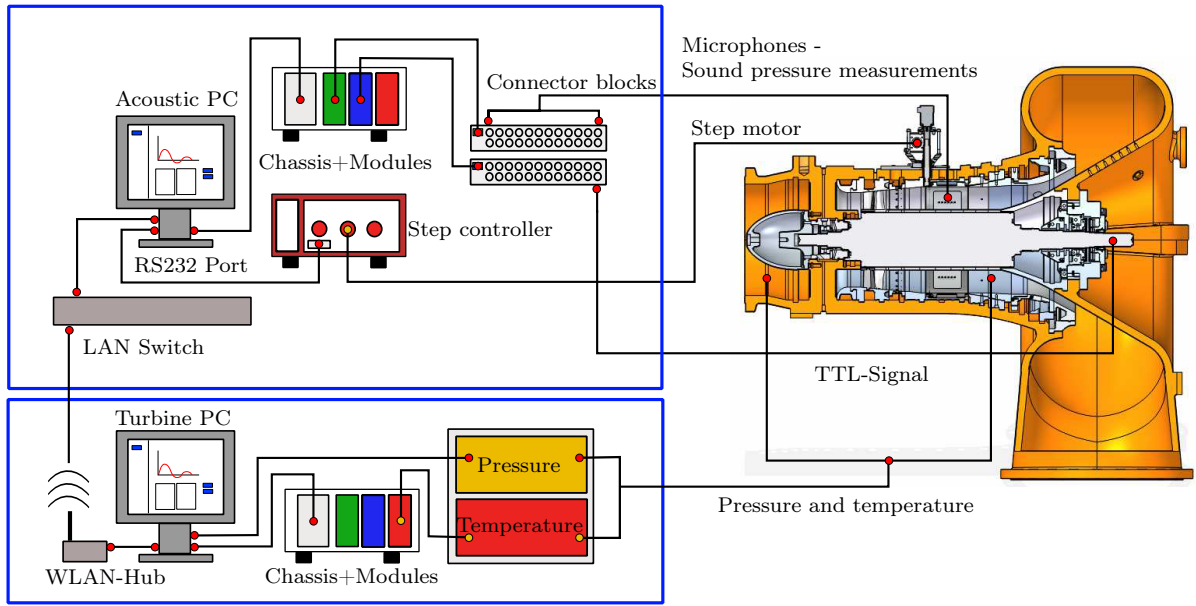 Microphones -
Sound pressure measurements
Connector blocks
Acoustic PC
Step motor
Chassis+Modules
Step controller
RS232 Port
LAN Switch
TTL-Signal
Turbine PC
Pressure
Pressure and temperature
Temperature
WLAN-Hub
Chassis+Modules